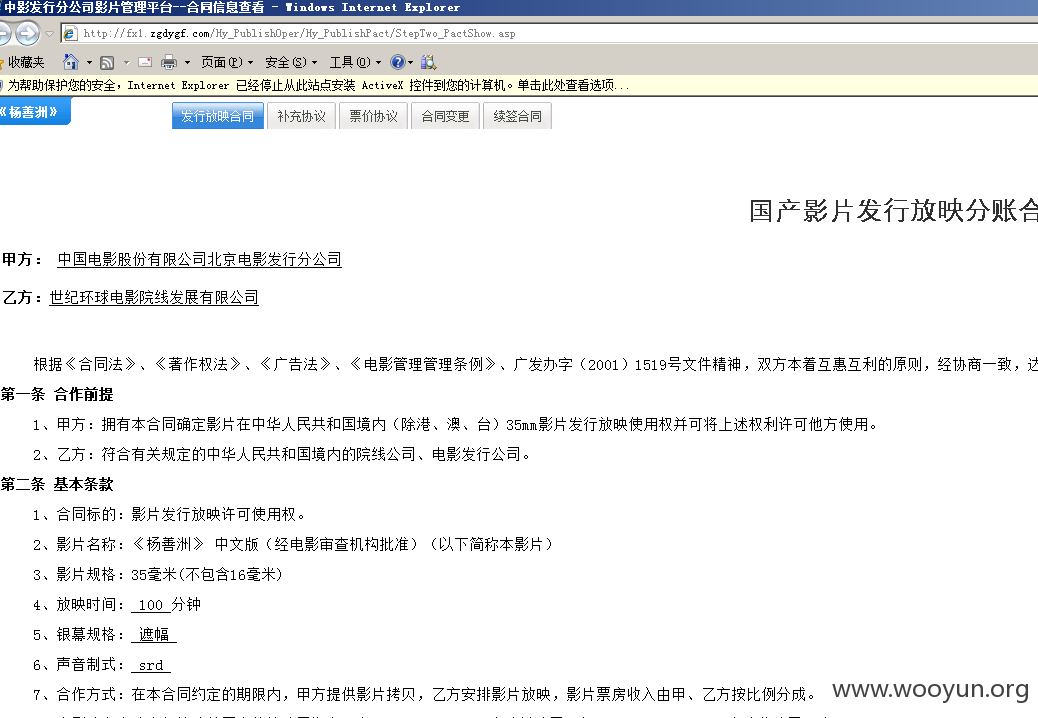 中影发行分公司影片管理平台--合同信息查看 - Windows Internet Explorer
http://fx1.zgdygf.com/My_PublishOper/My_PublishPact/StepTwo_PactShow.asp
收藏夹 页面(P) 安全(S) 工具(O)
为帮助保护您的安全，Internet Explorer 已经停止从此站点安装 ActiveX 控件到您的计算机。单击此处查看选项...
《杨善洲》 发行放映合同 补充协议 票价协议 合同变更 续签合同
国产影片发行放映分账合
甲方： 中国电影股份有限公司北京电影发行分公司
乙方：世纪环球电影院线发展有限公司
根据《合同法》、《著作权法》、《广告法》、《电影管理管理条例》、广发办字（2001）1519号文件精神，双方本着互惠互利的原则，经协商一致，达
第一条 合作前提
1、甲方：拥有本合同确定影片在中华人民共和国境内（除港、澳、台）35mm影片发行放映使用权并可将上述权利许可他方使用。
2、乙方：符合有关规定的中华人民共和国境内的院线公司、电影发行公司。
第二条 基本条款
1、合同标的：影片发行放映许可使用权。
2、影片名称：《杨善洲》 中文版（经电影审查机构批准）（以下简称本影片）
3、影片规格：35毫米(不包含16毫米)
4、放映时间： 100 分钟
5、银幕规格： 遮幅
6、声音制式： srd
7、合作方式：在本合同约定的期限内，甲方提供影片拷贝，乙方安排影片放映，影片票房收入由甲、乙方按比例分成。
www.wooyun.org